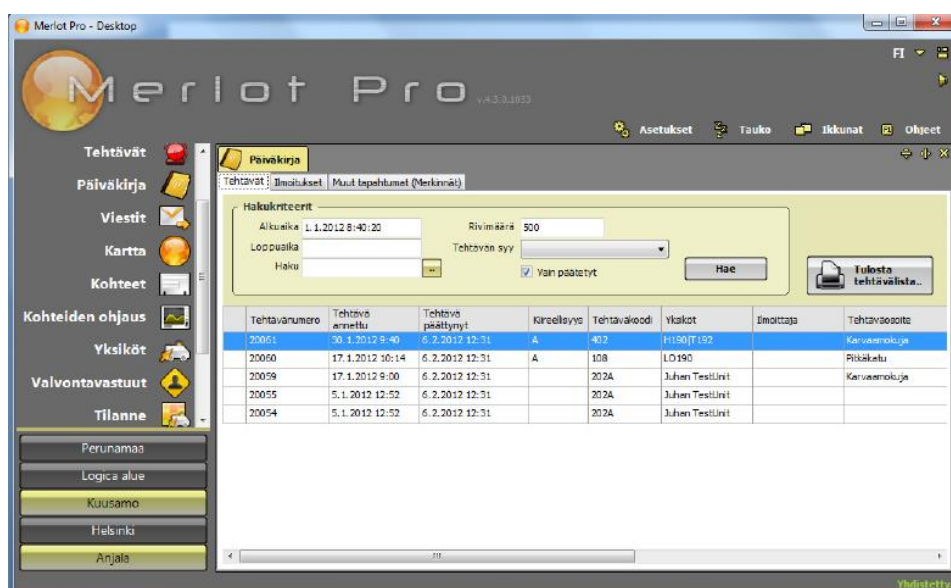 Merlot Pro - Desktop
FI
Merlot Pro v.4.3.0.1033
Asetukset Tauko Ikkunat Ohjeet
Tehtävät
Päiväkirja
Viestit
Kartta
Kohteet
Kohteiden ohjaus
Yksiköt
Valvontavastuut
Tilanne
Perunamaa
Logica alue
Kuusamo
Helsinki
Anjala
Päiväkirja
Tehtävät Ilmoitukset Muut tapahtumat (Merkinnät)
Hakukriteerit
Alkuaika 1.1.2012 8:40:20 Rivimäärä 500
Loppuaika Tehtävän syy
Haku ... Vain päätetyt Hae
Tulosta tehtävälista..
Tehtävänumero Tehtävä annettu Tehtävä päättynyt Kiireellisyys Tehtäväkoodi Yksiköt Ilmoittaja Tehtäväosoite
20061 30.1.2012 9:40 6.2.2012 12:31 A 402 H190|T192 Karvaamokuja
20060 17.1.2012 10:14 6.2.2012 12:31 A 108 LO190 Pitkäkatu
20059 17.1.2012 9:00 6.2.2012 12:31 202A Juhan TestUnit Karvaamokuja
20055 5.1.2012 12:52 6.2.2012 12:31 202A Juhan TestUnit
20054 5.1.2012 12:52 6.2.2012 12:31 202A Juhan TestUnit
Yhdistetty